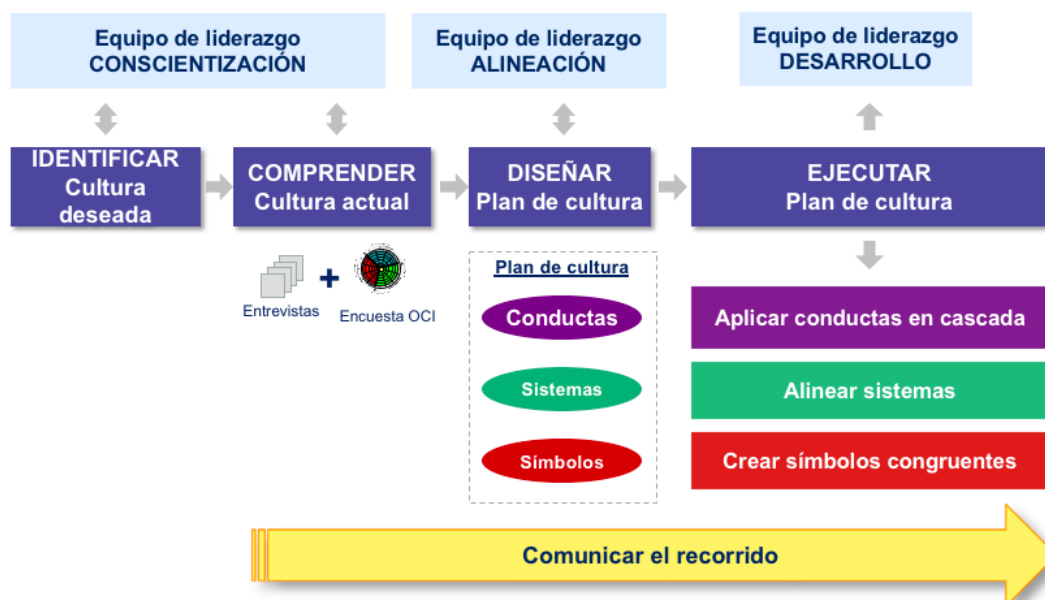 Equipo de liderazgo
CONSCIENTIZACIÓN
Equipo de liderazgo
ALINEACIÓN
Equipo de liderazgo
DESARROLLO
IDENTIFICAR
Cultura
deseada
COMPRENDER
Cultura actual
DISEÑAR
Plan de cultura
EJECUTAR
Plan de cultura
+
Entrevistas
Encuesta OCI
Plan de cultura
Conductas
Sistemas
Símbolos
Aplicar conductas en cascada
Alinear sistemas
Crear símbolos congruentes
Comunicar el recorrido